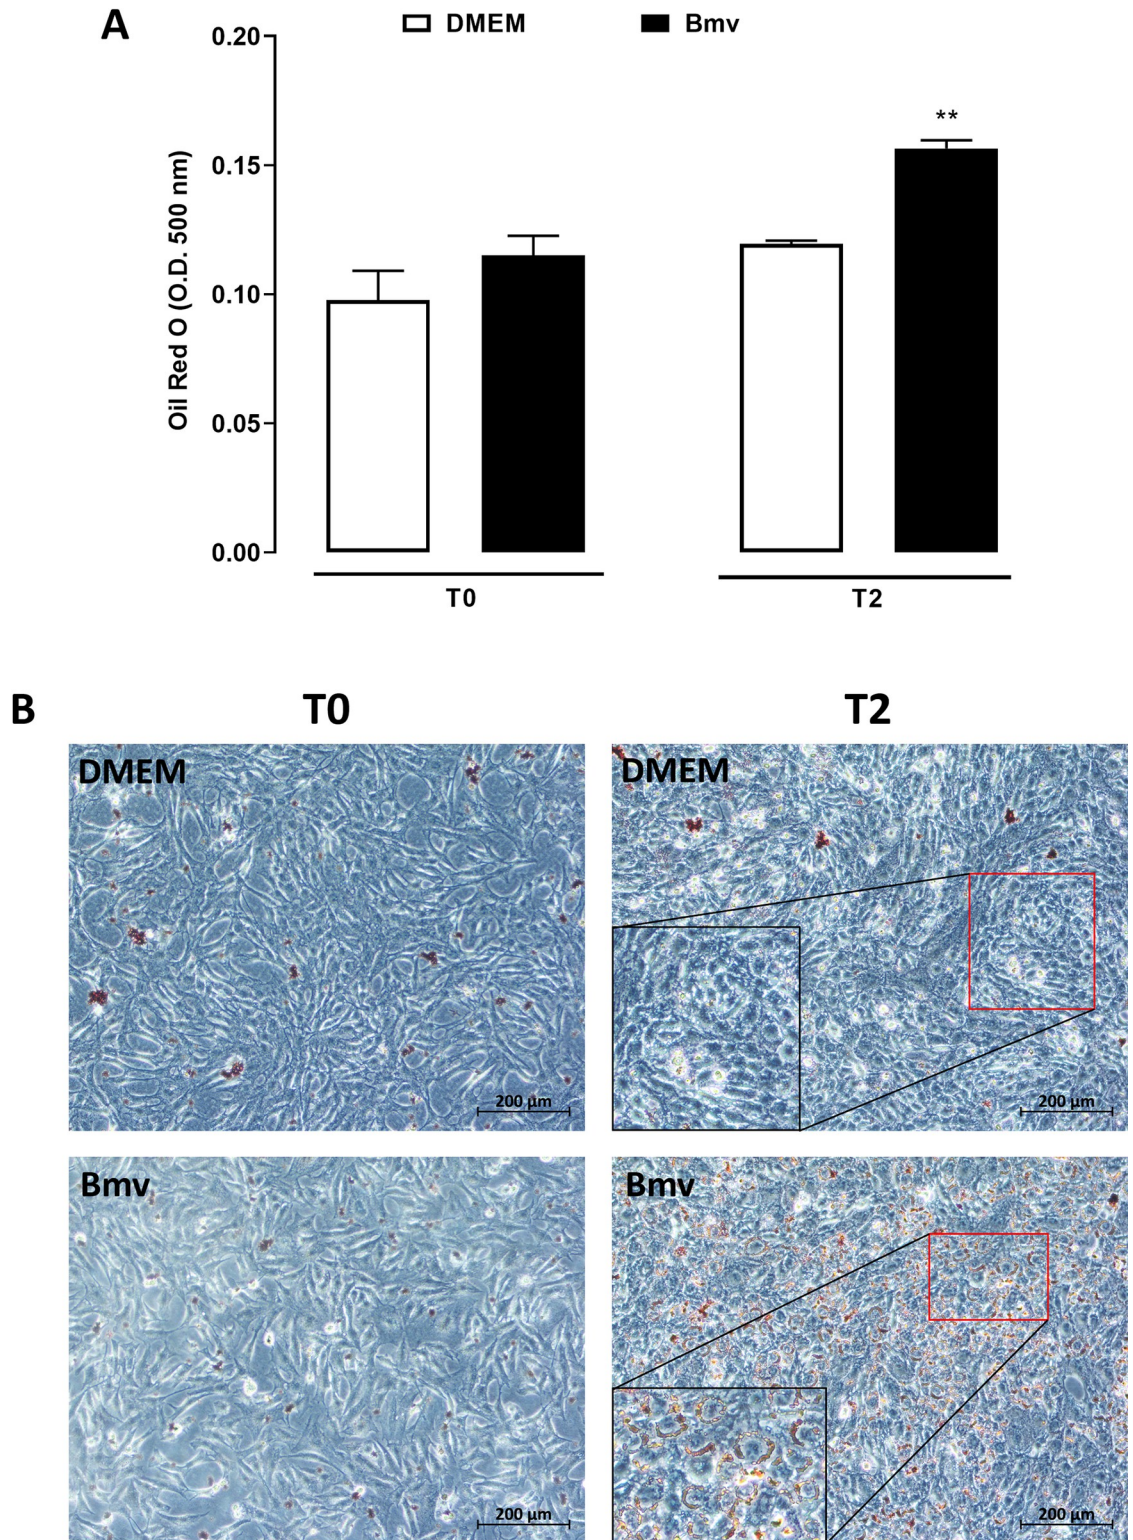 A
DMEM Bmv
0.20
0.15
0.10
0.05
0.00
Oil Red O (O.D. 500 nm)
**
T0 T2
B T0 T2
DMEM DMEM
200 µm 200 µm
Bmv Bmv
200 µm 200 µm